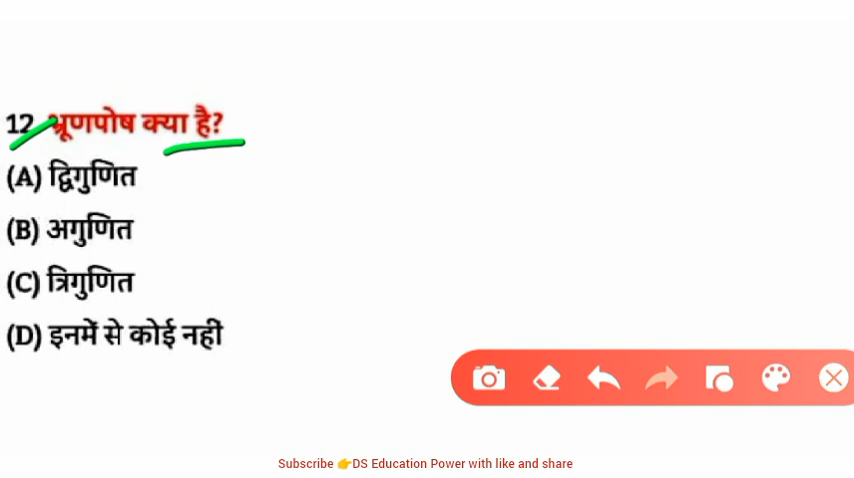 12 भ्रूणपोष क्या है?
(A) द्विगुणित
(B) अगुणित
(C) त्रिगुणित
(D) इनमें से कोई नहीं
Subscribe 👉DS Education Power with like and share